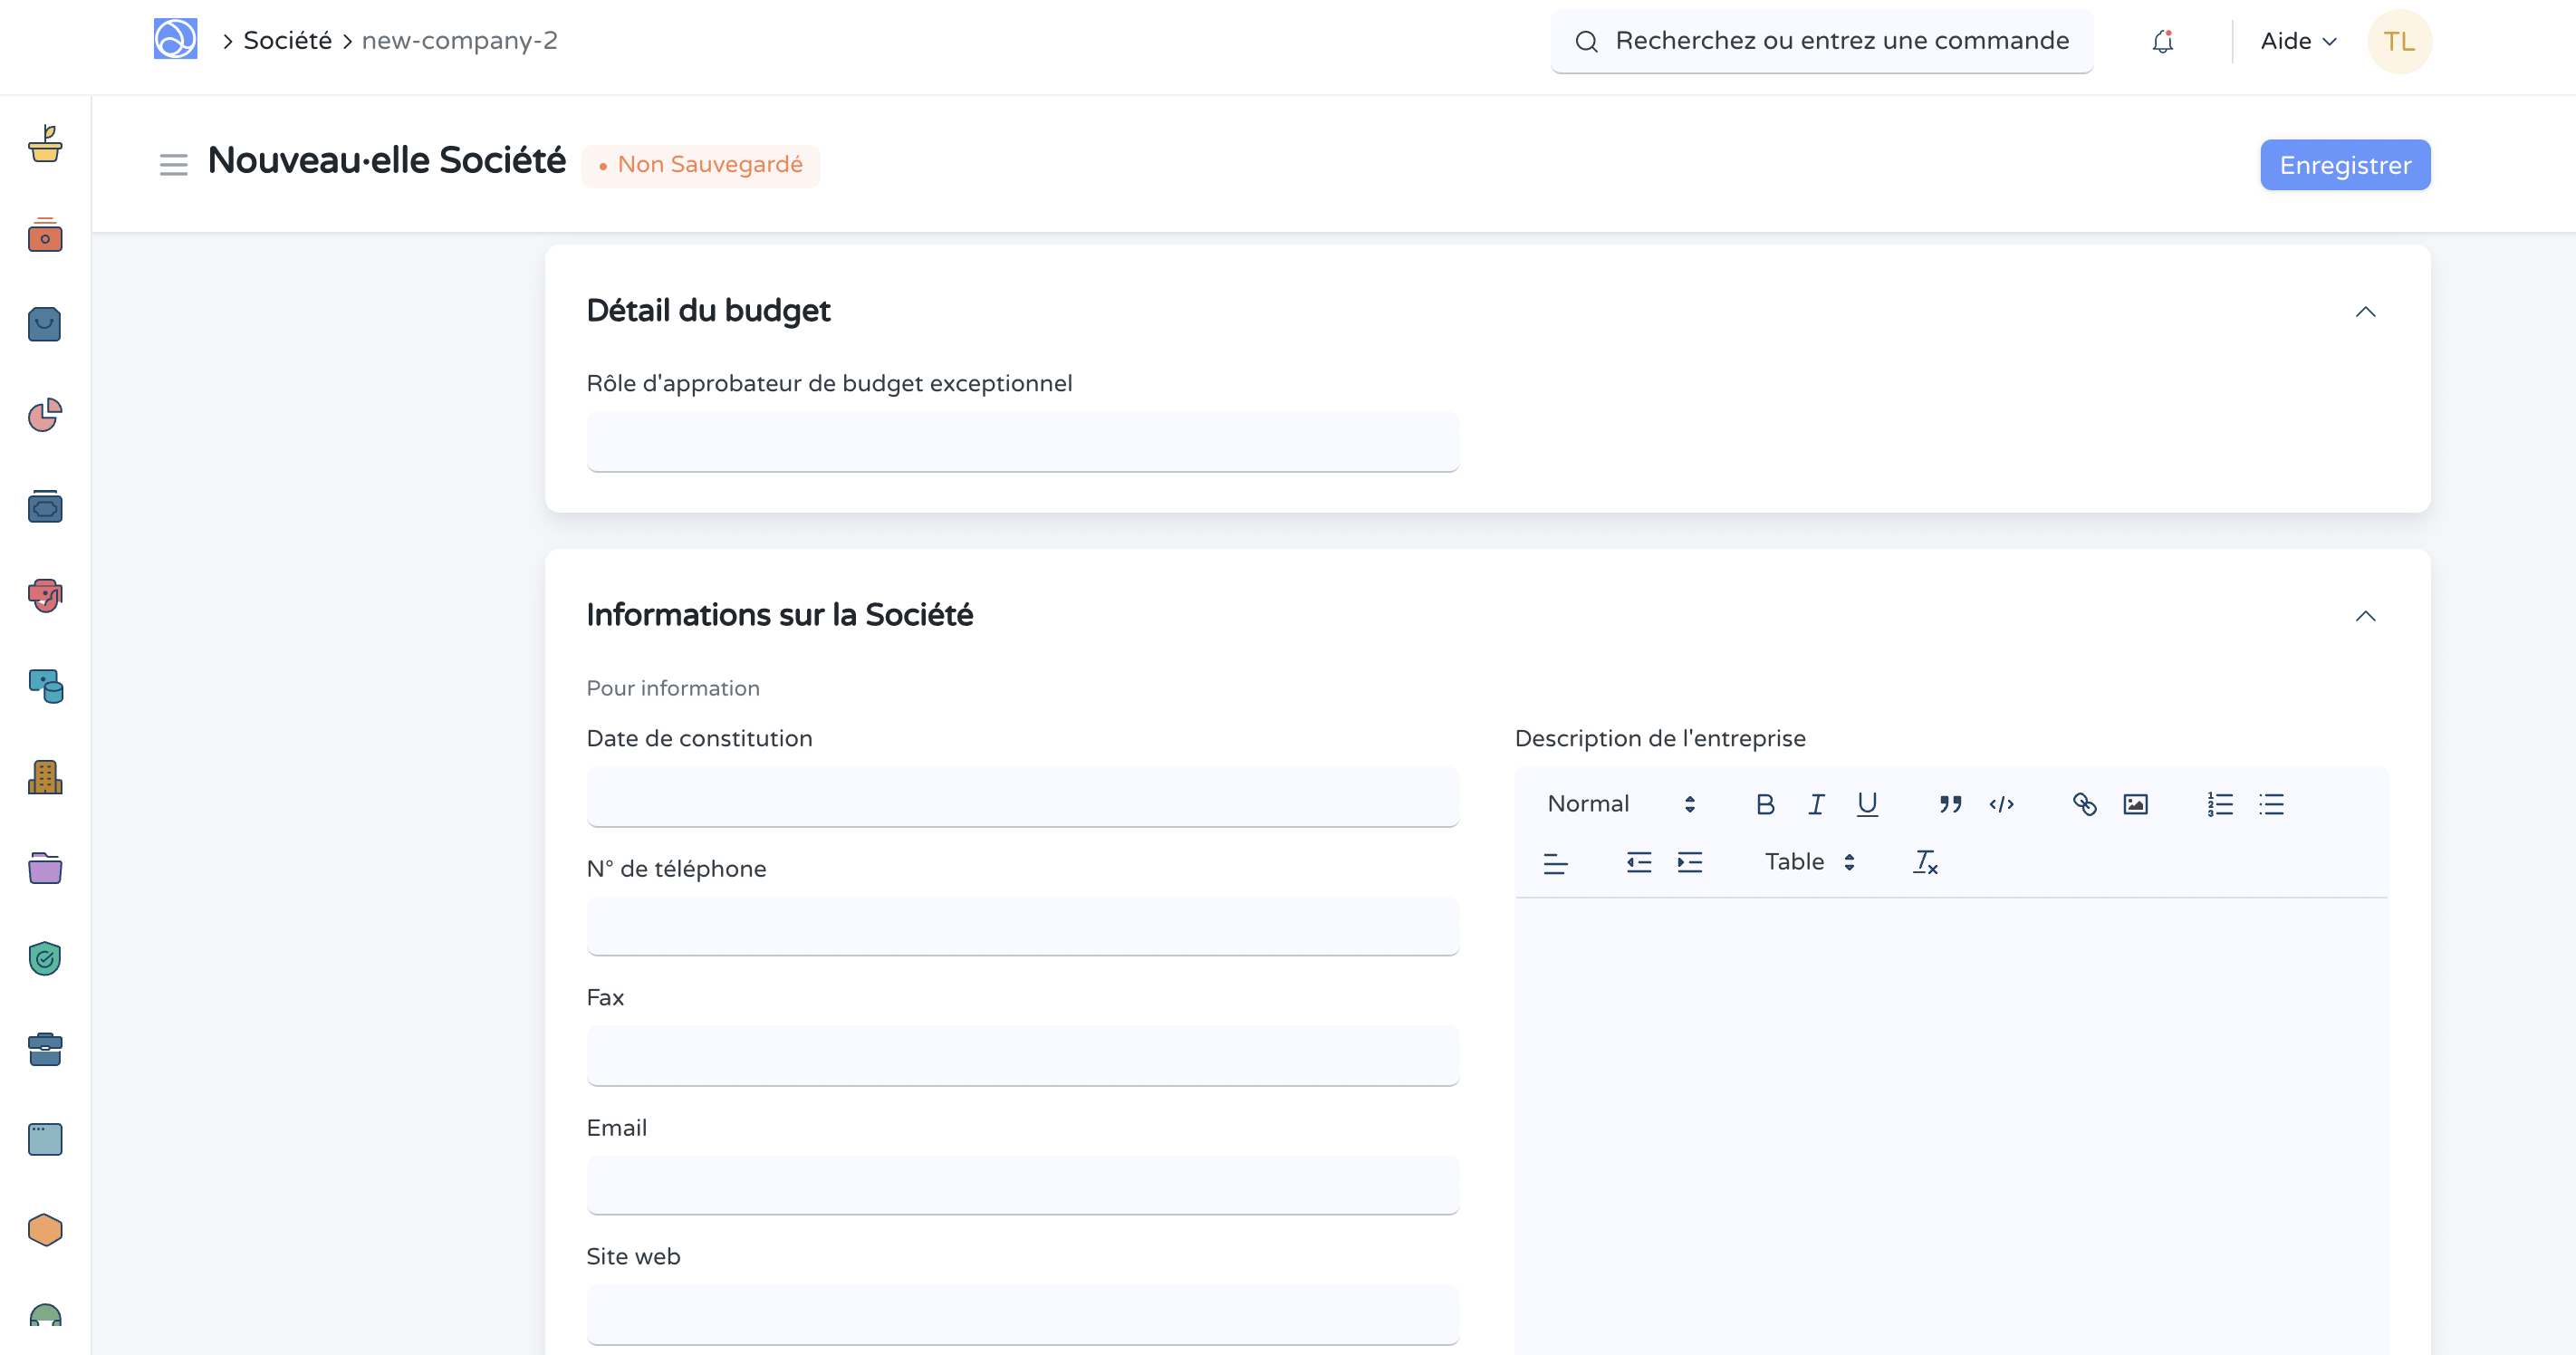 Société
new-company-2
Recherchez ou entrez une commande
Aide
TL
Nouveau·elle Société
Non Sauvegardé
Enregistrer
Détail du budget
Rôle d'approbateur de budget exceptionnel
Informations sur la Société
Pour information
Date de constitution
Description de l'entreprise
Normal
Table
N° de téléphone
Fax
Email
Site web